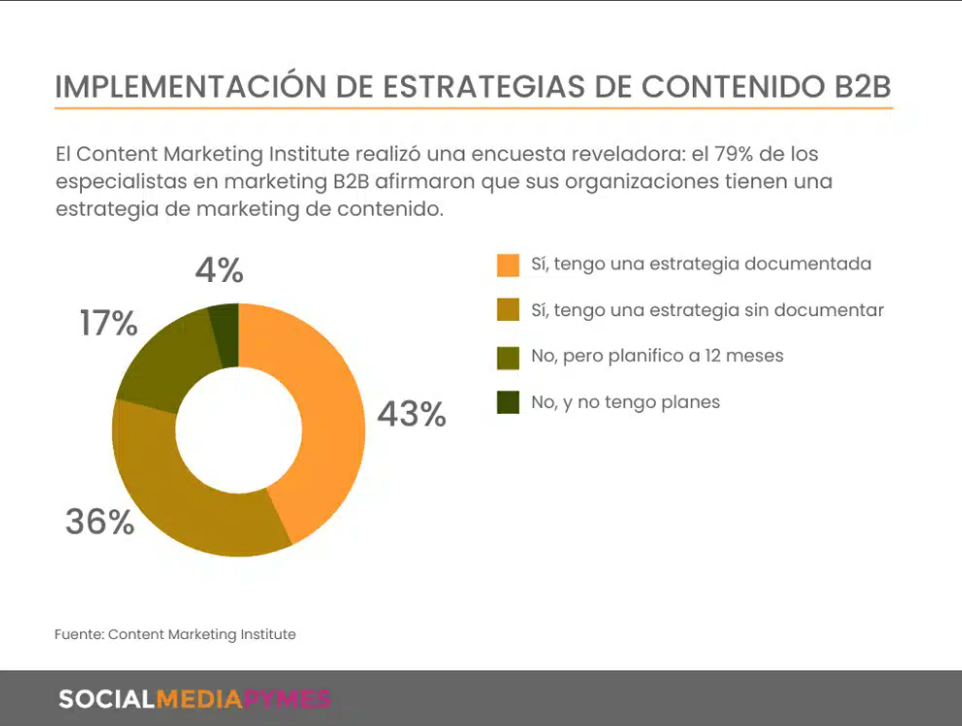 IMPLEMENTACIÓN DE ESTRATEGIAS DE CONTENIDO B2B
El Content Marketing Institute realizó una encuesta reveladora: el 79% de los
especialistas en marketing B2B afirmaron que sus organizaciones tienen una
estrategia de marketing de contenido.
4%
17%
43%
36%
Sí, tengo una estrategia documentada
Sí, tengo una estrategia sin documentar
No, pero planifico a 12 meses
No, y no tengo planes
Fuente: Content Marketing Institute
SOCIALMEDIAPYMES